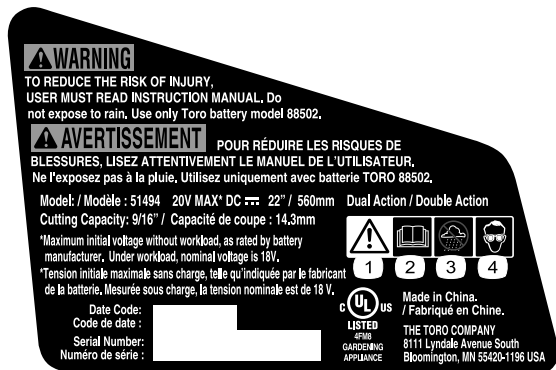 WARNING
TO REDUCE THE RISK OF INJURY,
USER MUST READ INSTRUCTION MANUAL. Do
not expose to rain. Use only Toro battery model 88502.
AVERTISSEMENT POUR RÉDUIRE LES RISQUES DE
BLESSURES, LISEZ ATTENTIVEMENT LE MANUEL DE L'UTILISATEUR.
Ne l'exposez pas à la pluie. Utilisez uniquement avec batterie TORO 88502.
Model: / Modèle : 51494 20V MAX* DC 22" / 560mm Dual Action / Double Action
Cutting Capacity: 9/16" / Capacité de coupe : 14,3mm
*Maximum initial voltage without workload, as rated by battery
manufacturer. Under workload, nominal voltage is 18V.
*Tension initiale maximale sans charge, telle qu'indiquée par le fabricant
de la batterie. Mesurée sous charge, la tension nominale est de 18 V.
1 2 3 4
Date Code:
Code de date :
Serial Number:
Numéro de série :
C UL US
LISTED
4FM8
GARDENING
APPLIANCE
Made in China.
/ Fabriqué en Chine.
THE TORO COMPANY
8111 Lyndale Avenue South
Bloomington, MN 55420-1196 USA